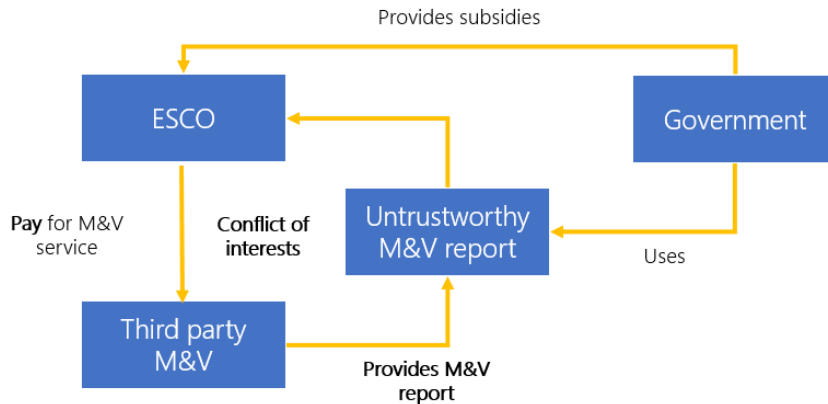 Provides subsidies
ESCO
Government
Pay for M&V
service
Conflict of
interests
Untrustworthy
M&V report
Uses
Third party
M&V
Provides M&V
report